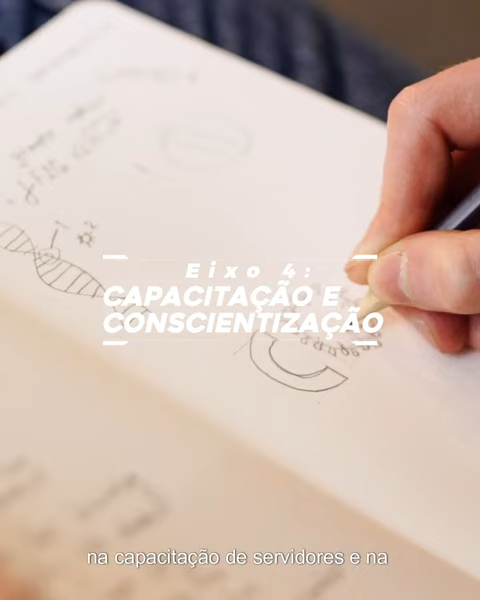 Eixo 4:
CAPACITAÇÃO E
CONSCIENTIZAÇÃO
na capacitação de servidores e na